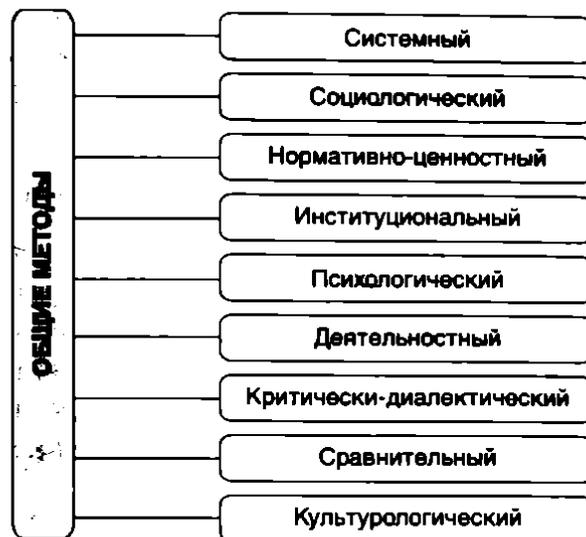 ОБЩИЕ МЕТОДЫ
Системный
Социологический
Нормативно-ценностный
Институциональный
Психологический
Деятельностный
Критически-диалектический
Сравнительный
Культурологический